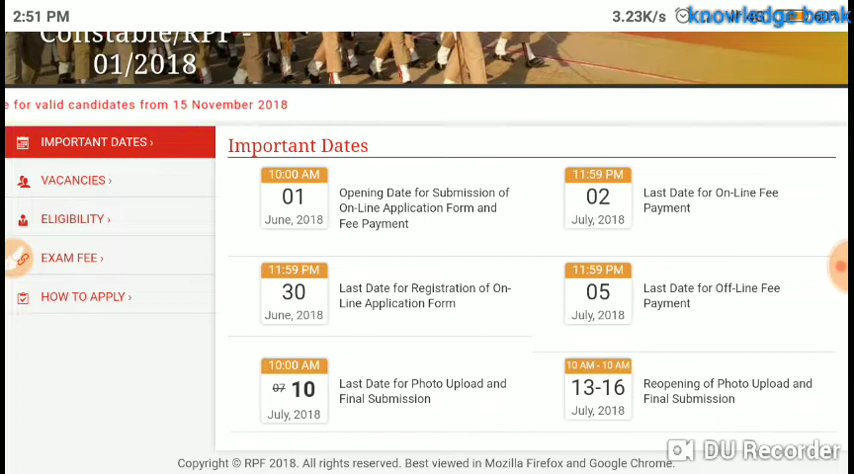 2:51 PM
3.23K/s
knowledge bank
4G
60%
Constable/RPF -
01/2018
e for valid candidates from 15 November 2018
IMPORTANT DATES ›
VACANCIES ›
ELIGIBILITY ›
EXAM FEE ›
HOW TO APPLY ›
Important Dates
10:00 AM
01
June, 2018
Opening Date for Submission of
On-Line Application Form and
Fee Payment
11:59 PM
02
July, 2018
Last Date for On-Line Fee
Payment
11:59 PM
30
June, 2018
Last Date for Registration of On-
Line Application Form
11:59 PM
05
July, 2018
Last Date for Off-Line Fee
Payment
10:00 AM
07 10
July, 2018
Last Date for Photo Upload and
Final Submission
10 AM - 10 AM
13-16
July, 2018
Reopening of Photo Upload and
Final Submission
DU Recorder
Copyright © RPF 2018. All rights reserved. Best viewed in Mozilla Firefox and Google Chrome.